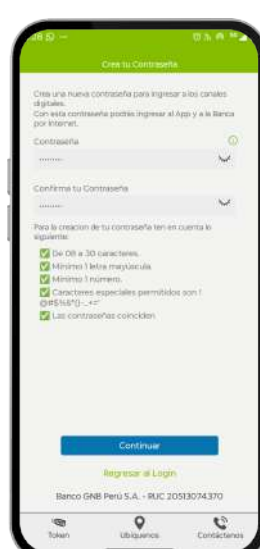 Crea tu Contraseña
Crea una nueva contraseña para ingresar a los canales
digitales.
Con esta contraseña podrás ingresar al App y a la Banca
por Internet.
Contraseña
Confirma tu Contraseña
Para la creacion de tu contraseña ten en cuenta lo
siguiente:
De 08 a 30 caracteres.
Mínimo 1 letra mayúscula.
Mínimo 1 número.
Caracteres especiales permitidos son !
Las contraseñas coinciden
Continuar
Regresar al Login
Banco GNB Perú S.A. - RUC 20513074370
Token
Ubíquenos
Contáctenos